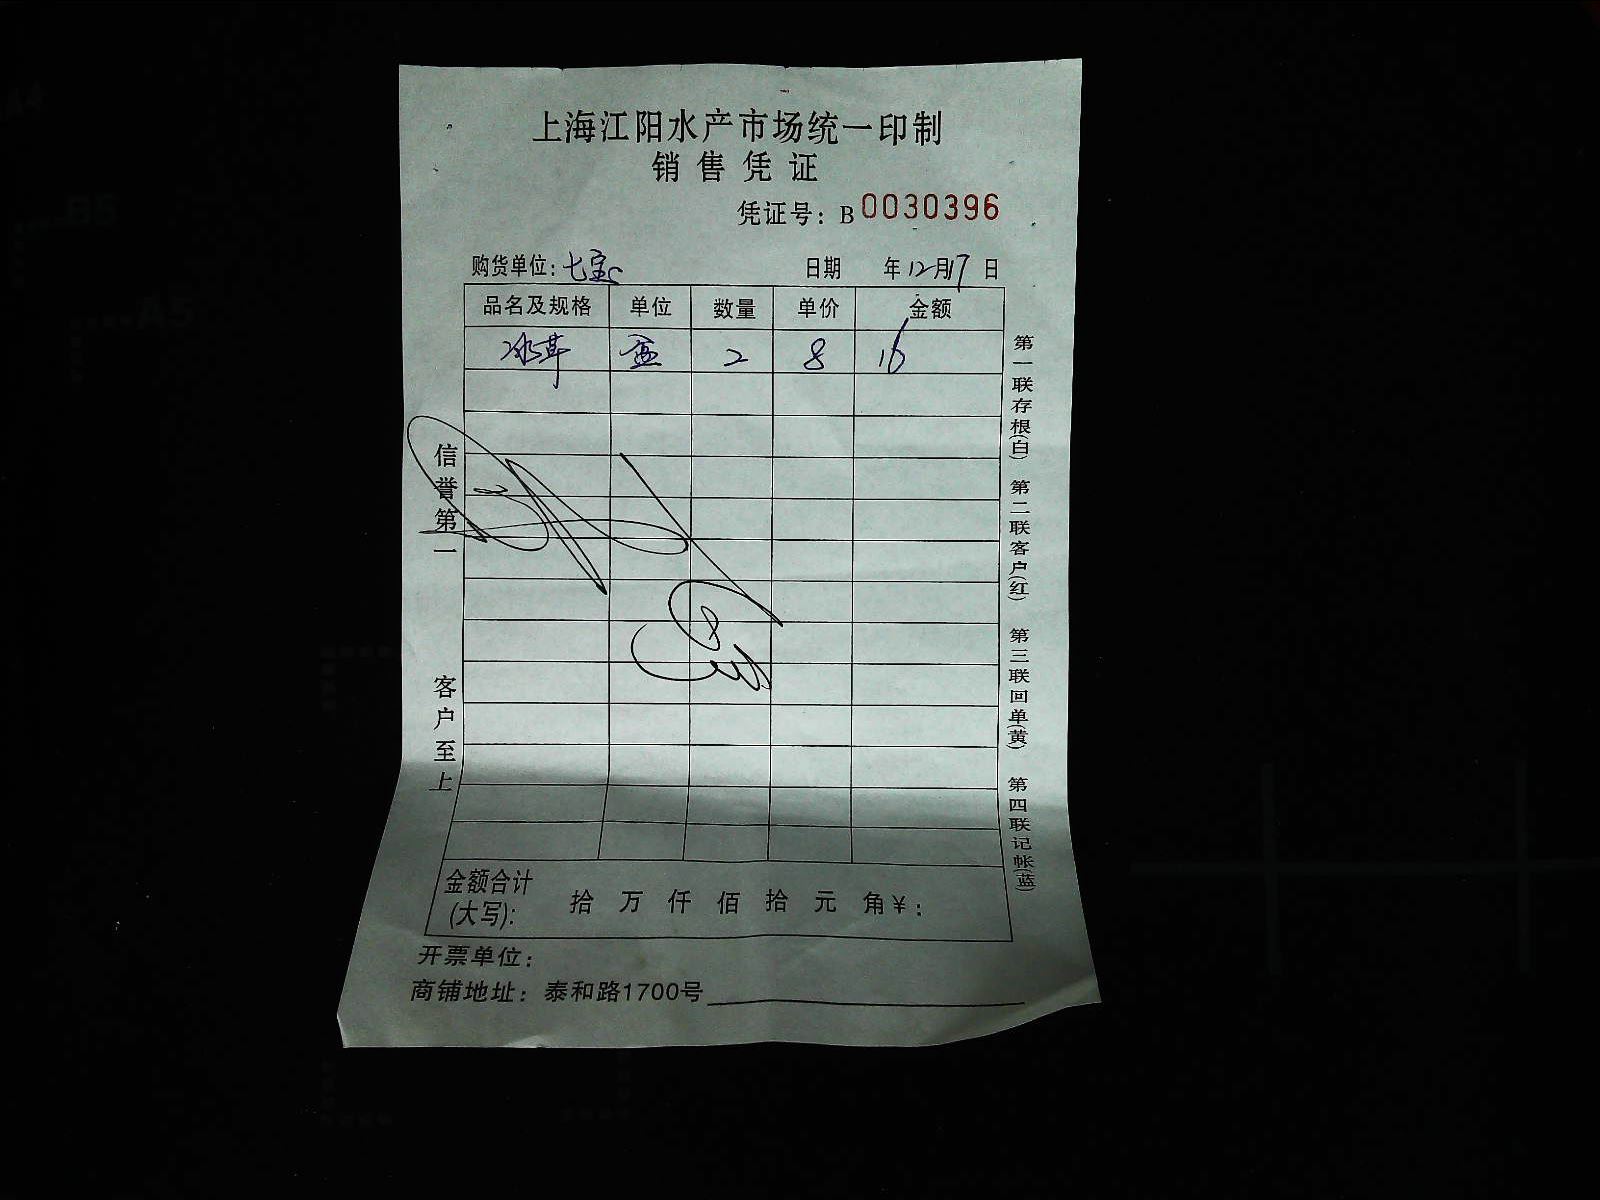 上海江阳水产市场统一印制
销售凭证
凭证号：B0030396
购货单位：七宝 日期 年12月17日
品名及规格 单位 数量 单价 金额
冰草 盒 2 8 16
信誉第一 客户至上
第一联存根(白) 第二联客户(红) 第三联回单(黄) 第四联记帐(蓝)
金额合计
(大写)： 拾 万 仟 佰 拾 元 角¥：
开票单位：
商铺地址：泰和路1700号